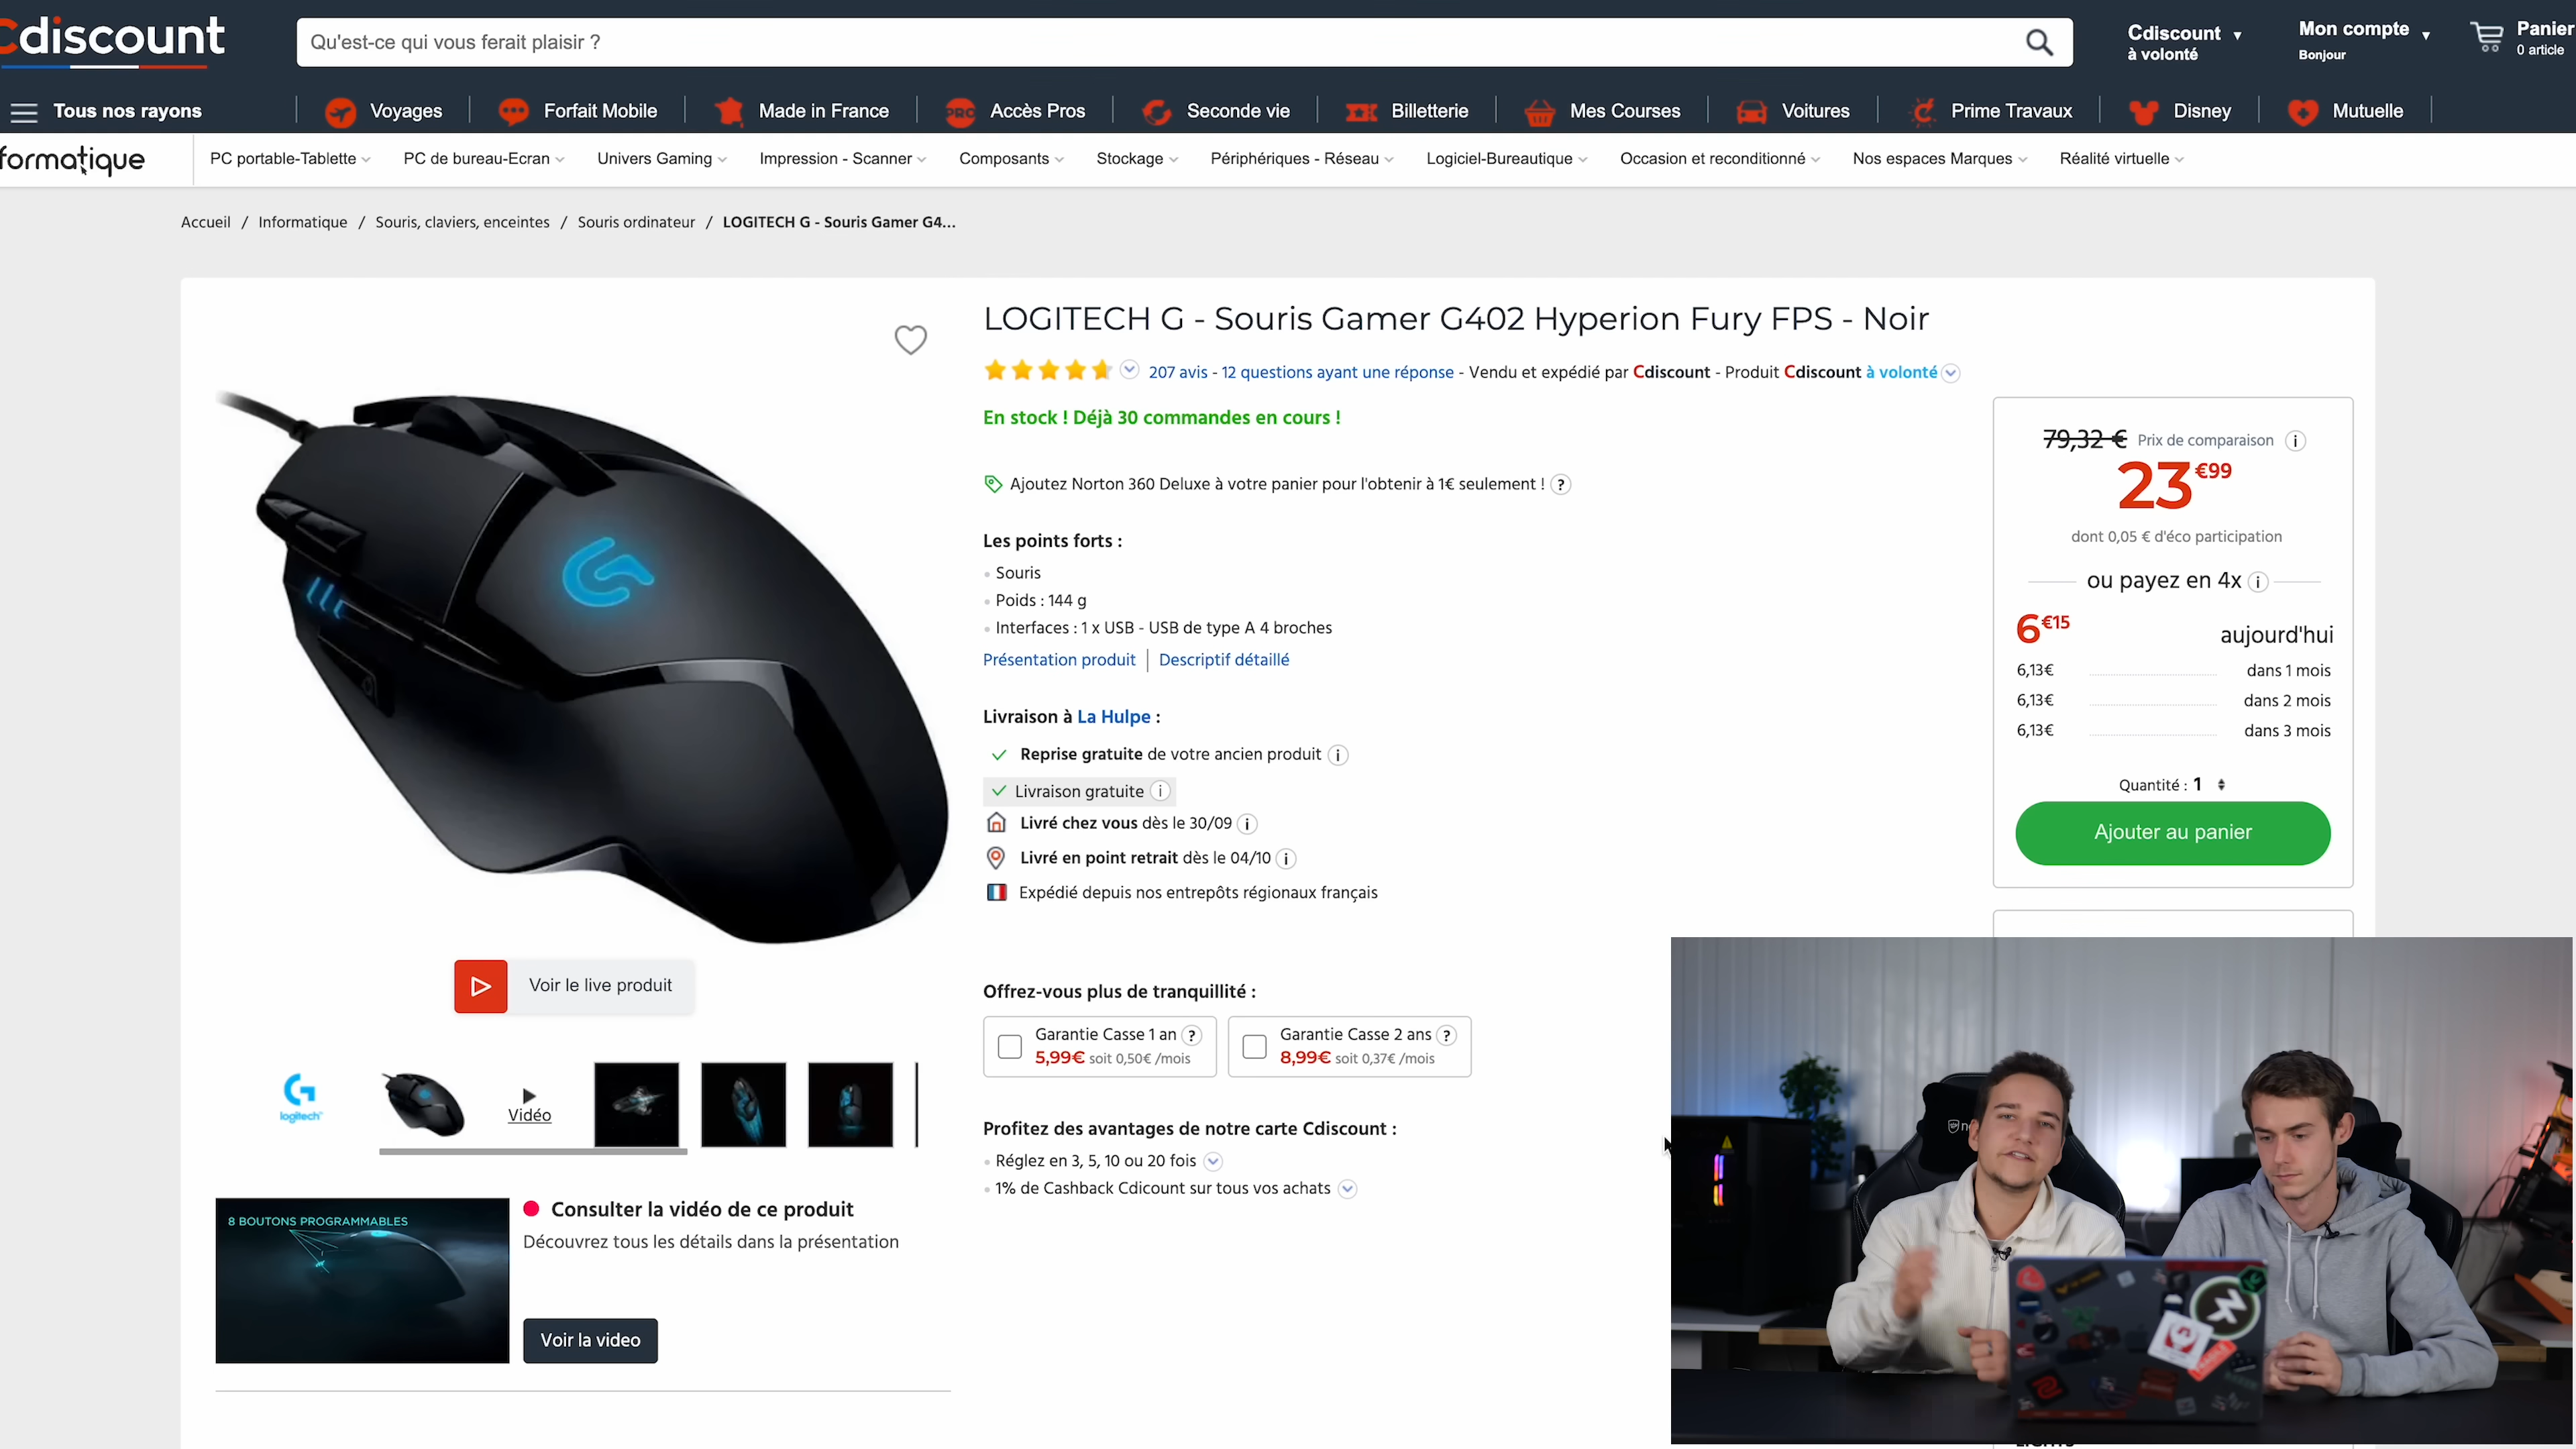 Cdiscount
Qu'est-ce qui vous ferait plaisir ?
Cdiscount
à volonté
Mon compte
Bonjour
Panier
0 article
Tous nos rayons
Voyages
Forfait Mobile
Made in France
PRO
Accès Pros
Seconde vie
Billetterie
Mes Courses
Voitures
Prime Travaux
Disney
Mutuelle
formatique
PC portable-Tablette
PC de bureau-Ecran
Univers Gaming
Impression - Scanner
Composants
Stockage
Périphériques - Réseau
Logiciel-Bureautique
Occasion et reconditionné
Nos espaces Marques
Réalité virtuelle
Accueil / Informatique / Souris, claviers, enceintes / Souris ordinateur / LOGITECH G - Souris Gamer G4...
LOGITECH G - Souris Gamer G402 Hyperion Fury FPS - Noir
207 avis - 12 questions ayant une réponse - Vendu et expédié par Cdiscount - Produit Cdiscount à volonté
En stock ! Déjà 30 commandes en cours !
Ajoutez Norton 360 Deluxe à votre panier pour l'obtenir à 1€ seulement ! ?
Les points forts :
Souris
Poids : 144 g
Interfaces : 1 x USB - USB de type A 4 broches
Présentation produit | Descriptif détaillé
Livraison à La Hulpe :
Reprise gratuite de votre ancien produit i
Livraison gratuite i
Livré chez vous dès le 30/09 i
Livré en point retrait dès le 04/10 i
Expédié depuis nos entrepôts régionaux français
Offrez-vous plus de tranquillité :
Garantie Casse 1 an ?
5,99€ soit 0,50€ /mois
Garantie Casse 2 ans ?
8,99€ soit 0,37€ /mois
Profitez des avantages de notre carte Cdiscount :
Réglez en 3, 5, 10 ou 20 fois
1% de Cashback Cdicount sur tous vos achats
79,32 € Prix de comparaison i
23€99
dont 0,05 € d'éco participation
ou payez en 4x i
6€15 aujourd'hui
6,13€ dans 1 mois
6,13€ dans 2 mois
6,13€ dans 3 mois
Quantité : 1
Ajouter au panier
Voir le live produit
logitech
Vidéo
8 BOUTONS PROGRAMMABLES
Consulter la vidéo de ce produit
Découvrez tous les détails dans la présentation
Voir la video